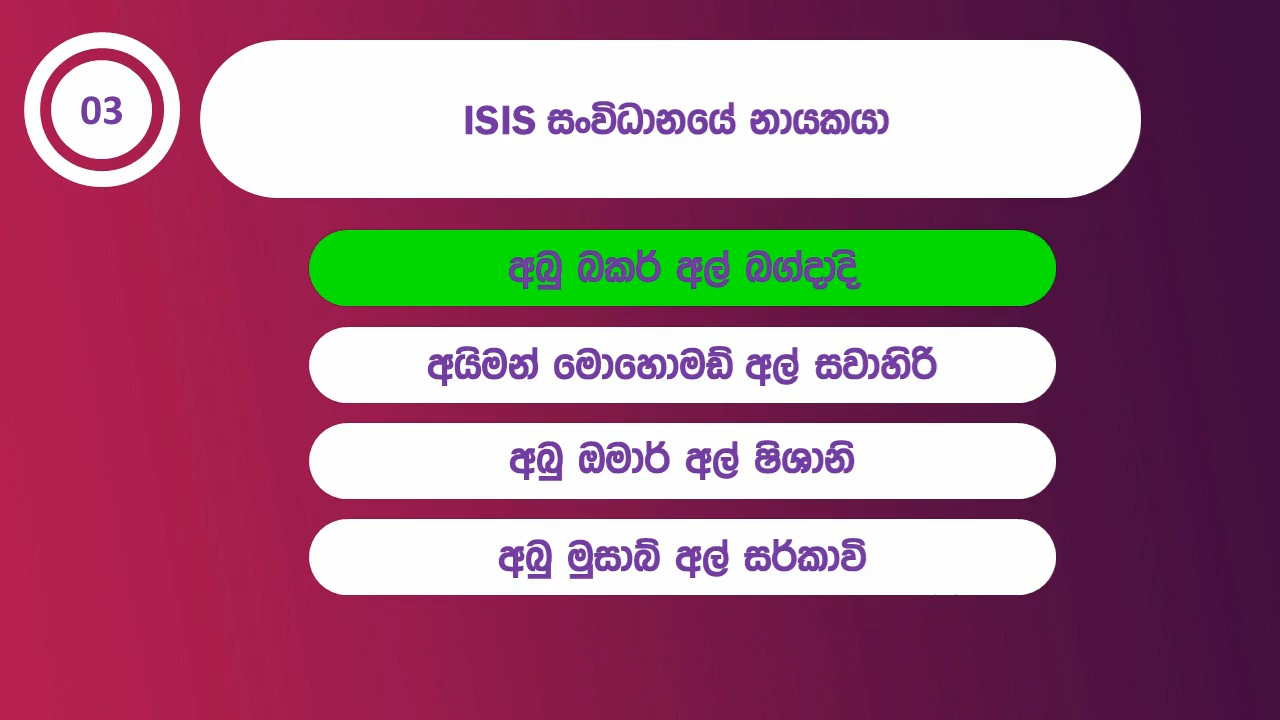 03
ISIS සංවිධානයේ නායකයා
අබු බකර් අල් බග්දාදි
අයිමන් මොහොමඩ් අල් සවාහිරි
අබු ඔමාර් අල් ෂිශානි
අබු මුසාබ් අල් සර්කාවි